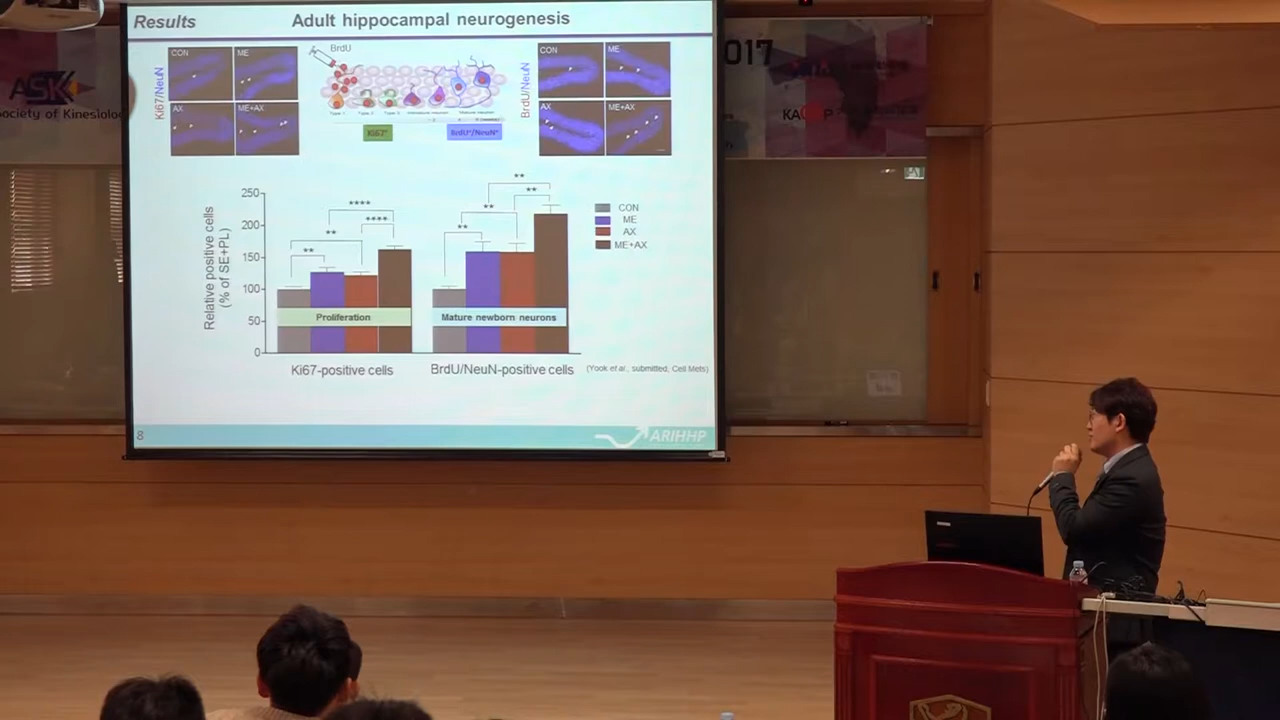 Results
Adult hippocampal neurogenesis
2017
ASK
Society of Kinesiology
Ki67/NeuN
CON
ME
AX
ME+AX
BrdU
Ki67⁺
BrdU⁺/NeuN⁺
BrdU/NeuN
CON
ME
AX
ME+AX
Relative positive cells
(% of SE+PL)
250
200
150
100
50
0
**
**
****
****
**
**
**
**
Proliferation
Mature newborn neurons
Ki67-positive cells
BrdU/NeuN-positive cells
CON
ME
AX
ME+AX
(Yook et al., submitted, Cell Mets)
8
ARIHHP